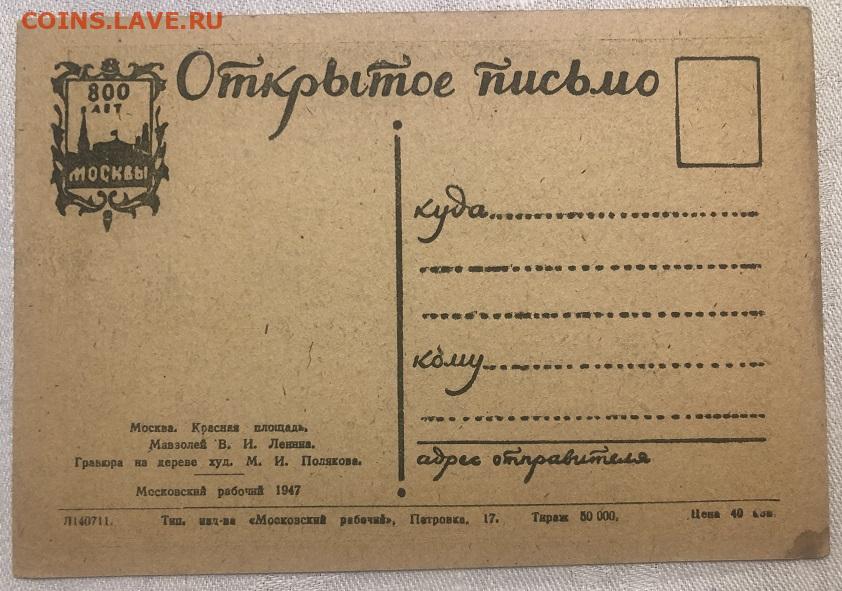 COINS.LAVE.RU
800
ЛЕТ
МОСКВЫ
Открытое письмо
куда
кому
адрес отправителя
Москва. Красная площадь.
Мавзолей В. И. Ленина.
Гравюра на дереве худ. М. И. Полякова.
Московский рабочий 1947
Л140711. Тип. изд-ва «Московский рабочий», Петровка, 17. Тираж 50 000. Цена 40 коп.